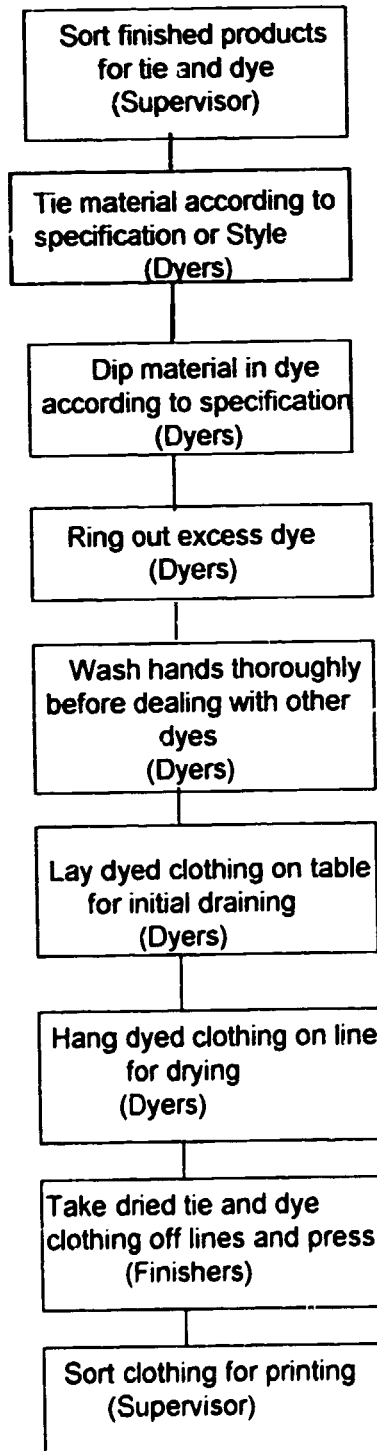 Sort finished products
for tie and dye
(Supervisor)
Tie material according to
specification or Style
(Dyers)
Dip material in dye
according to specification
(Dyers)
Ring out excess dye
(Dyers)
Wash hands thoroughly
before dealing with other
dyes
(Dyers)
Lay dyed clothing on table
for initial draining
(Dyers)
Hang dyed clothing on line
for drying
(Dyers)
Take dried tie and dye
clothing off lines and press
(Finishers)
Sort clothing for printing
(Supervisor)